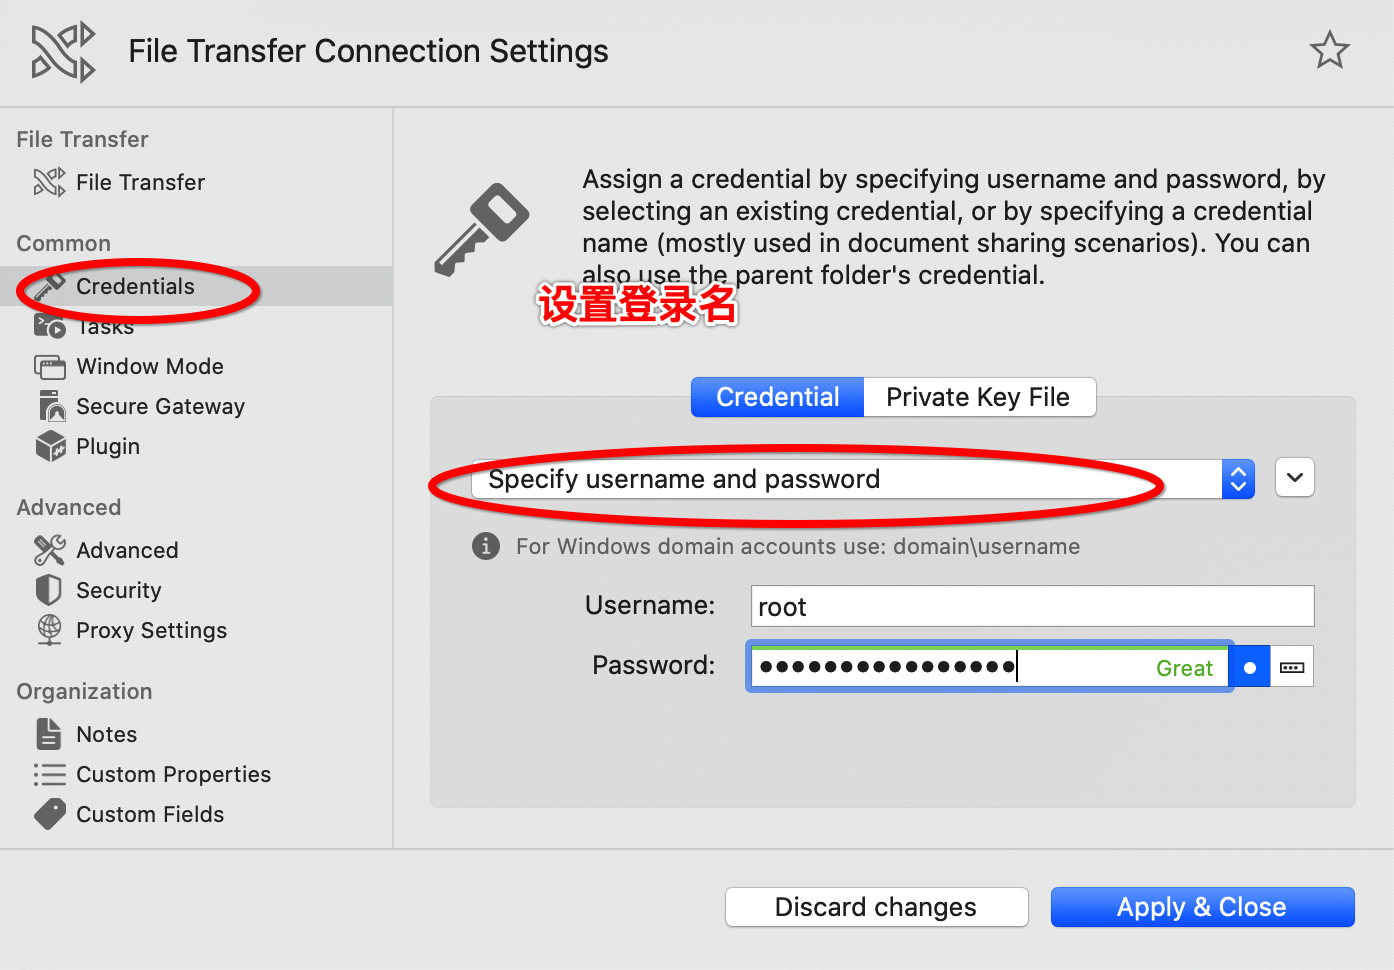 File Transfer Connection Settings
File Transfer
File Transfer
Common
Credentials
Tasks
Window Mode
Secure Gateway
Plugin
Advanced
Advanced
Security
Proxy Settings
Organization
Notes
Custom Properties
Custom Fields
Assign a credential by specifying username and password, by
selecting an existing credential, or by specifying a credential
name (mostly used in document sharing scenarios). You can
also use the parent folder's credential.
设置登录名
Credential
Private Key File
Specify username and password
For Windows domain accounts use: domain\username
Username:
root
Password:
●●●●●●●●●●●●●●●●
Great
Discard changes
Apply & Close